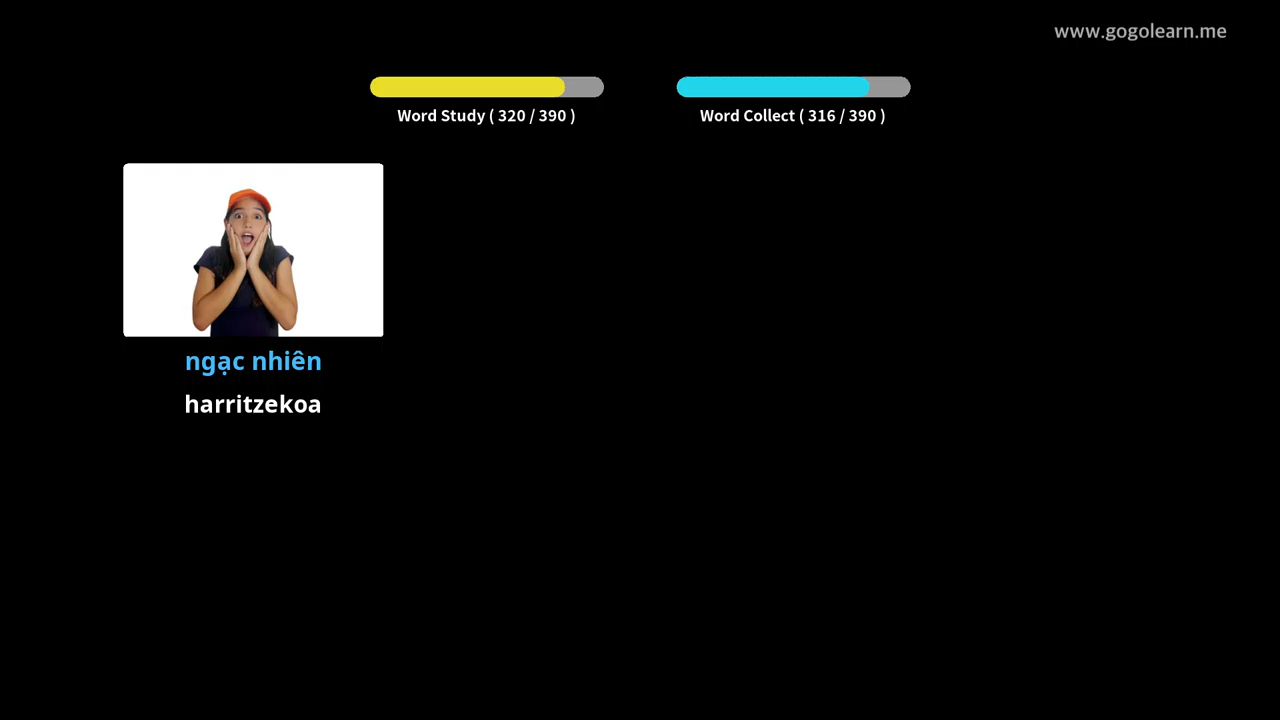 www.gogolearn.me
Word Study ( 320 / 390 )
Word Collect ( 316 / 390 )
ngạc nhiên
harritzekoa